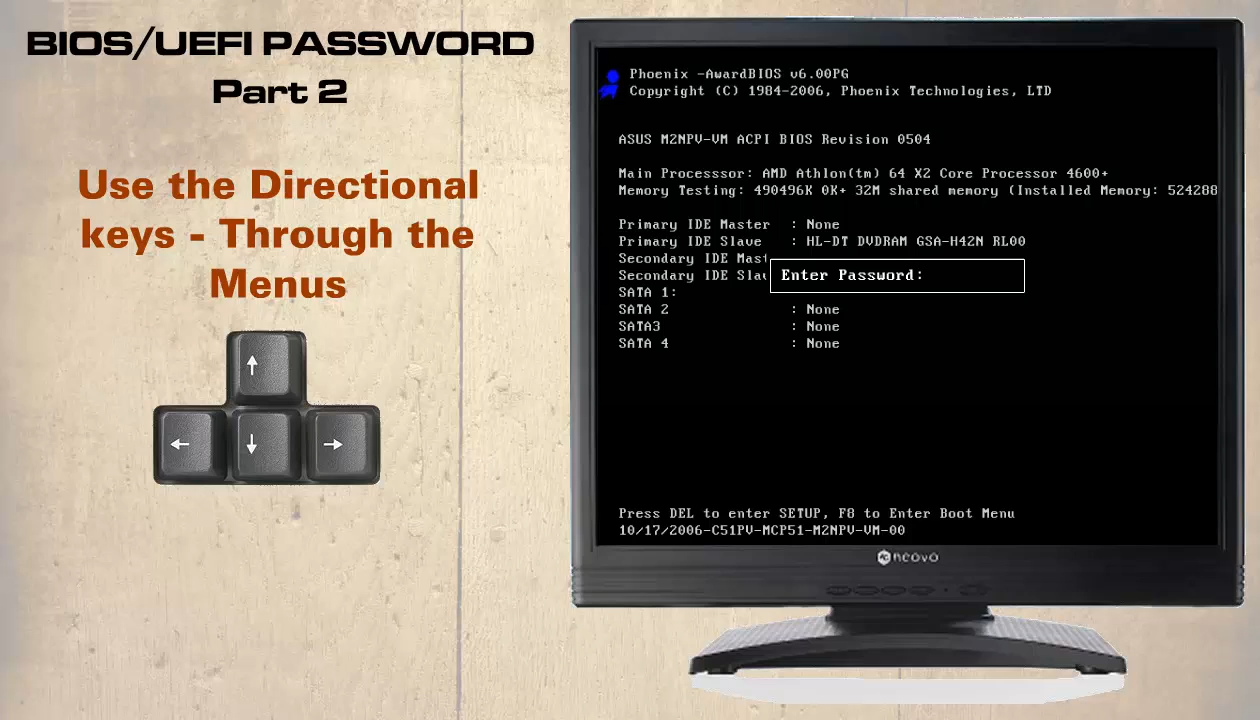 BIOS/UEFI PASSWORD
Part 2
Use the Directional
keys - Through the
Menus
Phoenix -AwardBIOS v6.00PG
Copyright (C) 1984-2006, Phoenix Technologies, LTD
ASUS M2NPV-VM ACPI BIOS Revision 0504
Main Processsor: AMD Athlon(tm) 64 X2 Core Processor 4600+
Memory Testing: 490496K 0K+ 32M shared memory (Installed Memory: 524288
Primary IDE Master : None
Primary IDE Slave : HL-DT DVDRAM GSA-H42N RL00
Secondary IDE Mast
Secondary IDE Slav
Enter Password:
SATA 1:
SATA 2 : None
SATA3 : None
SATA 4 : None
Press DEL to enter SETUP, F8 to Enter Boot Menu
10/17/2006-C51PV-MCP51-M2NPV-VM-00
neovo